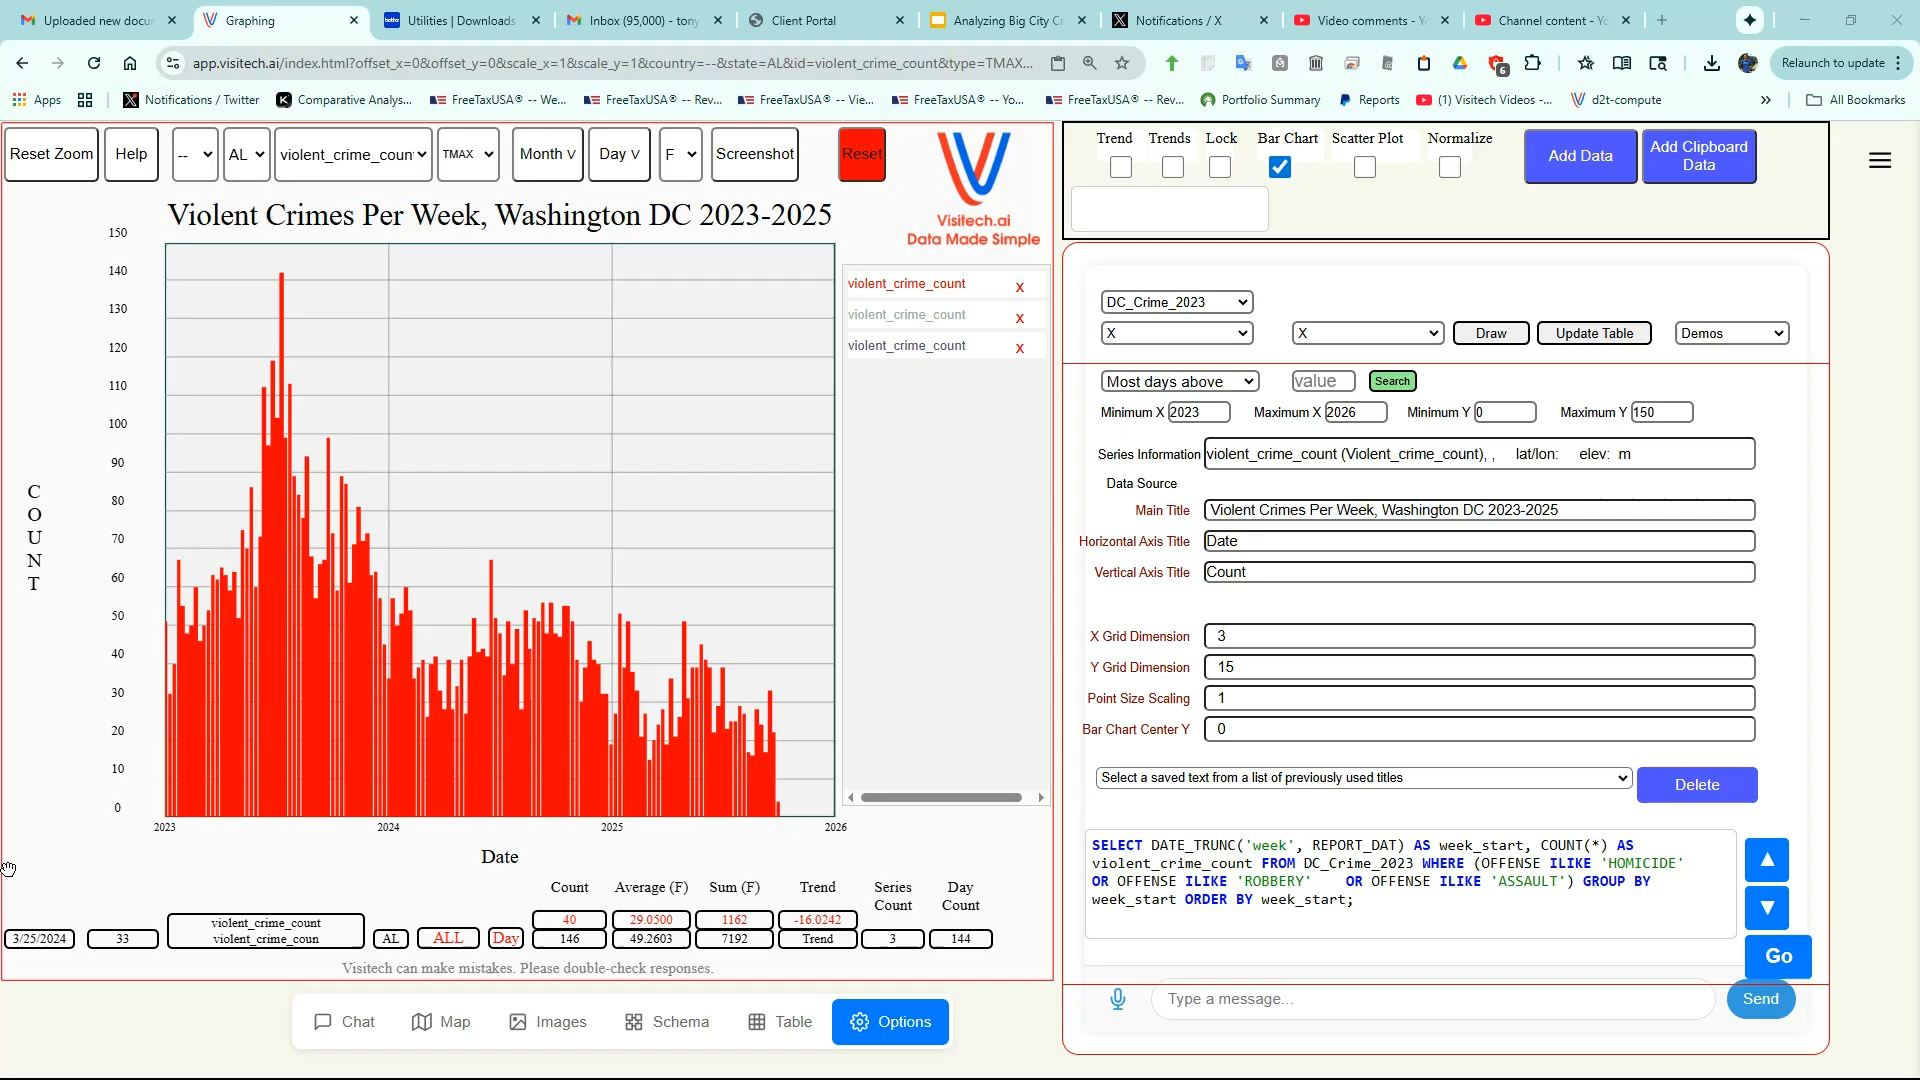 Uploaded new docu
Graphing
Utilities | Downloads
Inbox (95,000) - tony
Client Portal
Analyzing Big City Cr
Notifications / X
Video comments - Y
Channel content - Yo
app.visitech.ai/index.html?offset_x=0&offset_y=0&scale_x=1&scale_y=1&country=--&state=AL&id=violent_crime_count&type=TMAX...
6
Relaunch to update
Apps
Notifications / Twitter
Comparative Analys...
FreeTaxUSA® -- We...
FreeTaxUSA® -- Rev...
FreeTaxUSA® -- Vie...
FreeTaxUSA® -- Yo...
FreeTaxUSA® -- Rev...
Portfolio Summary
Reports
(1) Visitech Videos -...
d2t-compute
All Bookmarks
Reset Zoom
Help
--
AL
violent_crime_coun
TMAX
Month V
Day V
F
Screenshot
Reset
Visitech.ai
Data Made Simple
Trend
Trends
Lock
Bar Chart
Scatter Plot
Normalize
Add Data
Add Clipboard
Data
Violent Crimes Per Week, Washington DC 2023-2025
150
140
130
120
110
100
90
80
70
60
50
40
30
20
10
0
COUNT
2023
2024
2025
2026
Date
violent_crime_count x
violent_crime_count x
violent_crime_count x
DC_Crime_2023
X
X
Draw
Update Table
Demos
Most days above
value
Search
Minimum X 2023
Maximum X 2026
Minimum Y 0
Maximum Y 150
Series Information violent_crime_count (Violent_crime_count), , lat/lon: elev: m
Data Source
Main Title Violent Crimes Per Week, Washington DC 2023-2025
Horizontal Axis Title Date
Vertical Axis Title Count
X Grid Dimension 3
Y Grid Dimension 15
Point Size Scaling 1
Bar Chart Center Y 0
Select a saved text from a list of previously used titles
Delete
SELECT DATE_TRUNC('week', REPORT_DAT) AS week_start, COUNT(*) AS
violent_crime_count FROM DC_Crime_2023 WHERE (OFFENSE ILIKE 'HOMICIDE'
OR OFFENSE ILIKE 'ROBBERY' OR OFFENSE ILIKE 'ASSAULT') GROUP BY
week_start ORDER BY week_start;
Go
Type a message...
Send
Count
Average (F)
Sum (F)
Trend
Series
Count
Day
Count
40
29.0500
1162
-16.0242
3/25/2024
33
violent_crime_count
violent_crime_coun
AL
ALL
Day
146
49.2603
7192
Trend
3
144
Visitech can make mistakes. Please double-check responses.
Chat
Map
Images
Schema
Table
Options